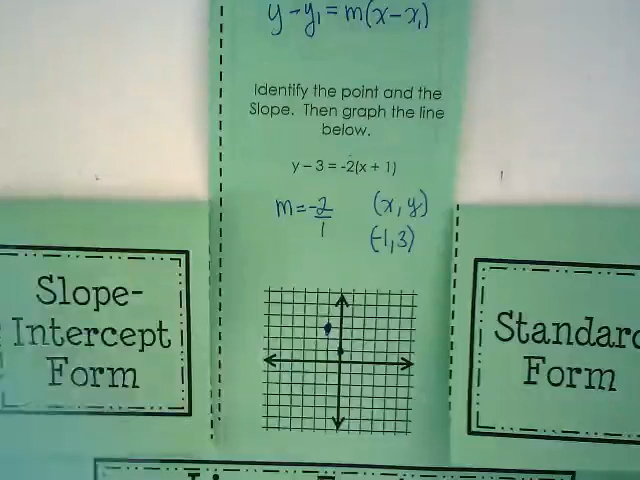 y - y₁ = m(x - x₁)
Identify the point and the
Slope. Then graph the line
below.
y – 3 = -2(x + 1)
m = -2/1
(x, y)
(-1, 3)
Slope-
Intercept
Form
Standard
Form